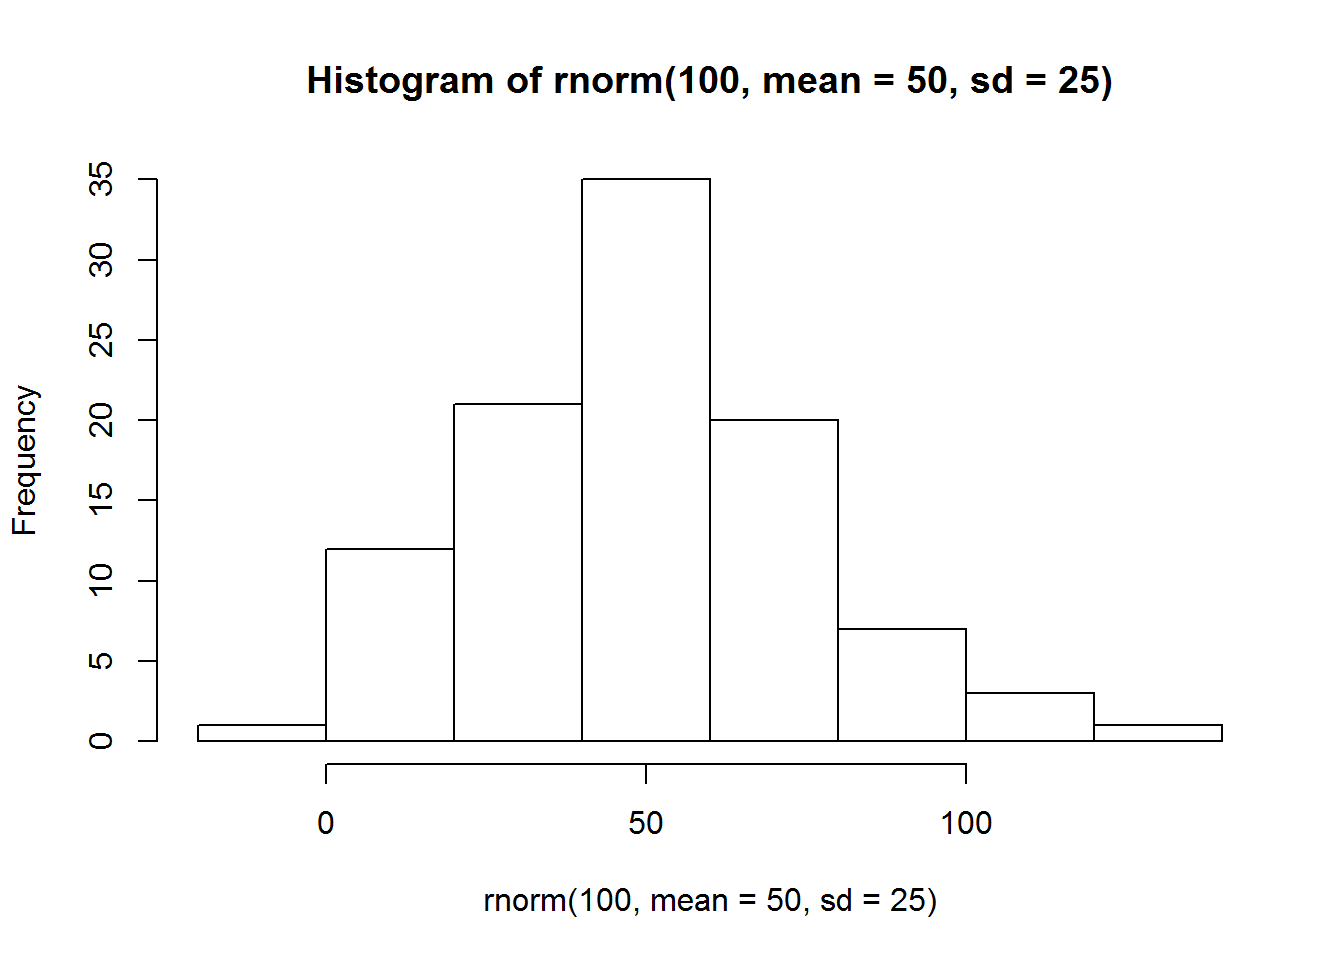 Histogram of rnorm(100, mean = 50, sd = 25)
Frequency
35
30
25
20
15
10
5
0
0 50 100
rnorm(100, mean = 50, sd = 25)